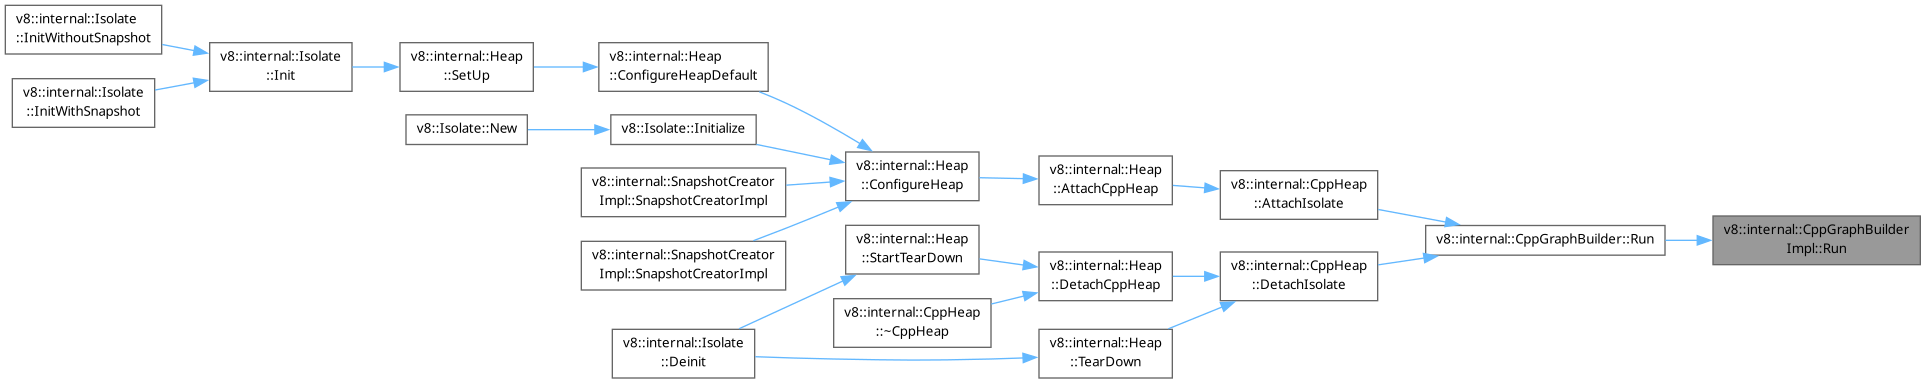 v8::internal::Isolate
::InitWithoutSnapshot
v8::internal::Isolate
::InitWithSnapshot
v8::internal::Isolate
::Init
v8::internal::Heap
::SetUp
v8::internal::Heap
::ConfigureHeapDefault
v8::Isolate::New
v8::Isolate::Initialize
v8::internal::SnapshotCreator
Impl::SnapshotCreatorImpl
v8::internal::SnapshotCreator
Impl::SnapshotCreatorImpl
v8::internal::Heap
::ConfigureHeap
v8::internal::Heap
::StartTearDown
v8::internal::CppHeap
::~CppHeap
v8::internal::Isolate
::Deinit
v8::internal::Heap
::AttachCppHeap
v8::internal::Heap
::DetachCppHeap
v8::internal::Heap
::TearDown
v8::internal::CppHeap
::AttachIsolate
v8::internal::CppHeap
::DetachIsolate
v8::internal::CppGraphBuilder::Run
v8::internal::CppGraphBuilder
Impl::Run